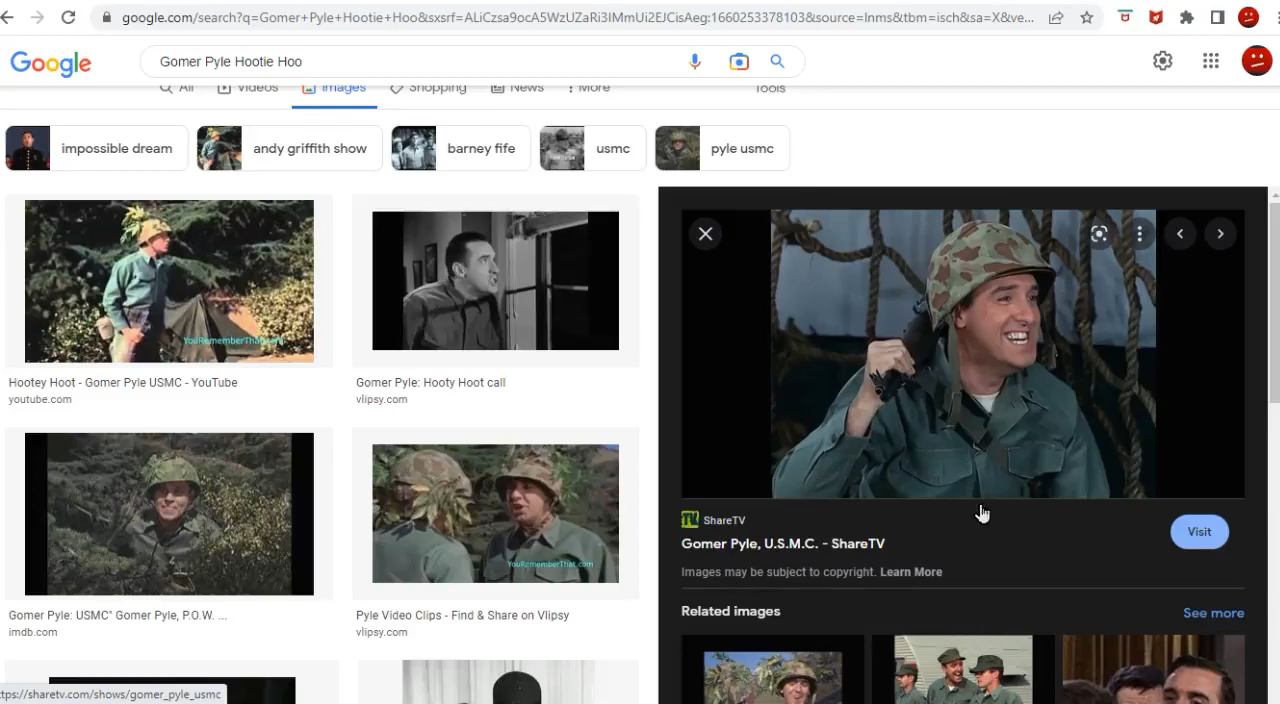 google.com/search?q=Gomer+Pyle+Hootie+Hoo&sxsrf=ALiCzsa9ocA5WzUZaRi3IMmUi2EJCisAeg:1660253378103&source=lnms&tbm=isch&sa=X&ve...
Google
Gomer Pyle Hootie Hoo
All
Videos
Images
Shopping
News
More
Tools
impossible dream
andy griffith show
barney fife
usmc
pyle usmc
YouRememberThat.com
Hootey Hoot - Gomer Pyle USMC - YouTube
youtube.com
Gomer Pyle: Hooty Hoot call
vlipsy.com
Gomer Pyle: USMC" Gomer Pyle, P.O.W. ...
imdb.com
YouRememberThat.com
Pyle Video Clips - Find & Share on Vlipsy
vlipsy.com
ShareTV
Visit
Gomer Pyle, U.S.M.C. - ShareTV
Images may be subject to copyright. Learn More
Related images
See more
ttps://sharetv.com/shows/gomer_pyle_usmc